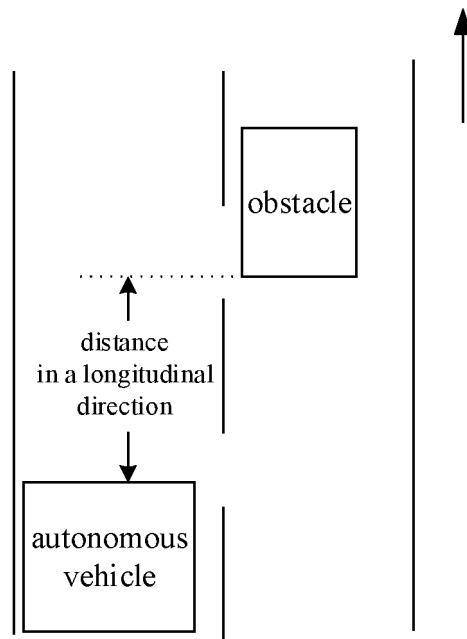 obstacle
distance
in a longitudinal
direction
autonomous
vehicle